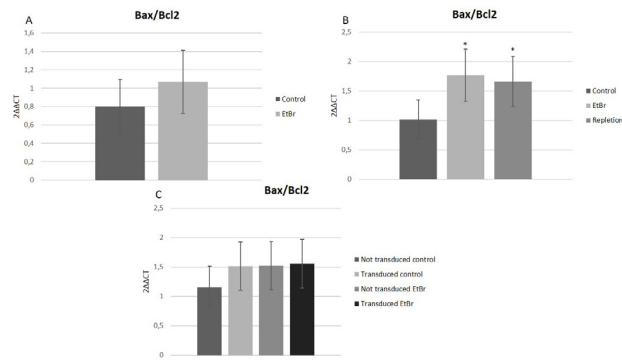 A
Bax/Bcl2
1,6
1,4
1,2
1
0,8
0,6
0,4
0,2
0
2ΔΔCT
Control
EtBr
B
Bax/Bcl2
2,5
2
1,5
1
0,5
0
2ΔΔCT
*
*
Control
EtBr
Repletion
C
Bax/Bcl2
2,5
2
1,5
1
0,5
0
2ΔΔCT
Not transduced control
Transduced control
Not transduced EtBr
Transduced EtBr